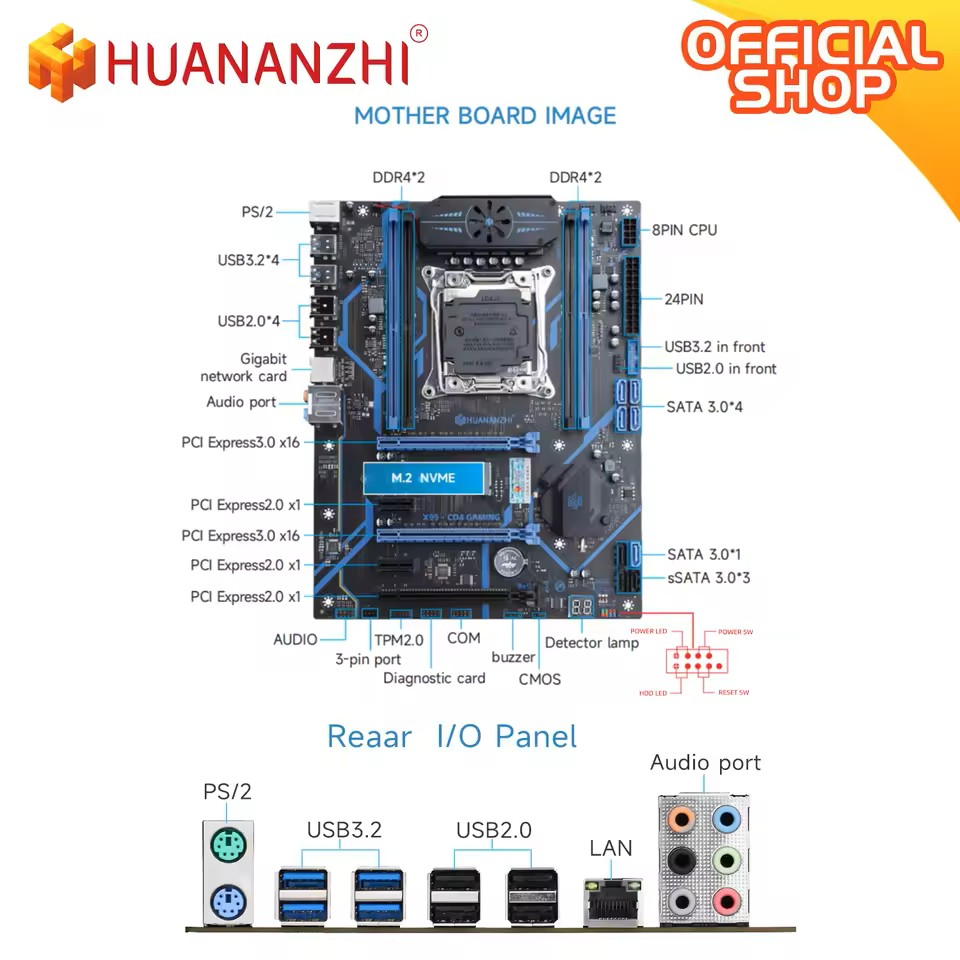 HUANANZHI®
OFFICIAL
SHOP
MOTHER BOARD IMAGE
DDR4*2
DDR4*2
PS/2
USB3.2*4
USB2.0*4
Gigabit
network card
Audio port
PCI Express3.0 x16
PCI Express2.0 x1
PCI Express3.0 x16
PCI Express2.0 x1
PCI Express2.0 x1
8PIN CPU
24PIN
USB3.2 in front
USB2.0 in front
SATA 3.0*4
HUANANZHI
M.2 NVME
X99 - CD4 GAMING
SATA 3.0*1
sSATA 3.0*3
AUDIO
3-pin port
TPM2.0
Diagnostic card
COM
buzzer
CMOS
Detector lamp
POWER LED
POWER SW
HDD LED
RESET SW
Reaar I/O Panel
PS/2
USB3.2
USB2.0
LAN
Audio port